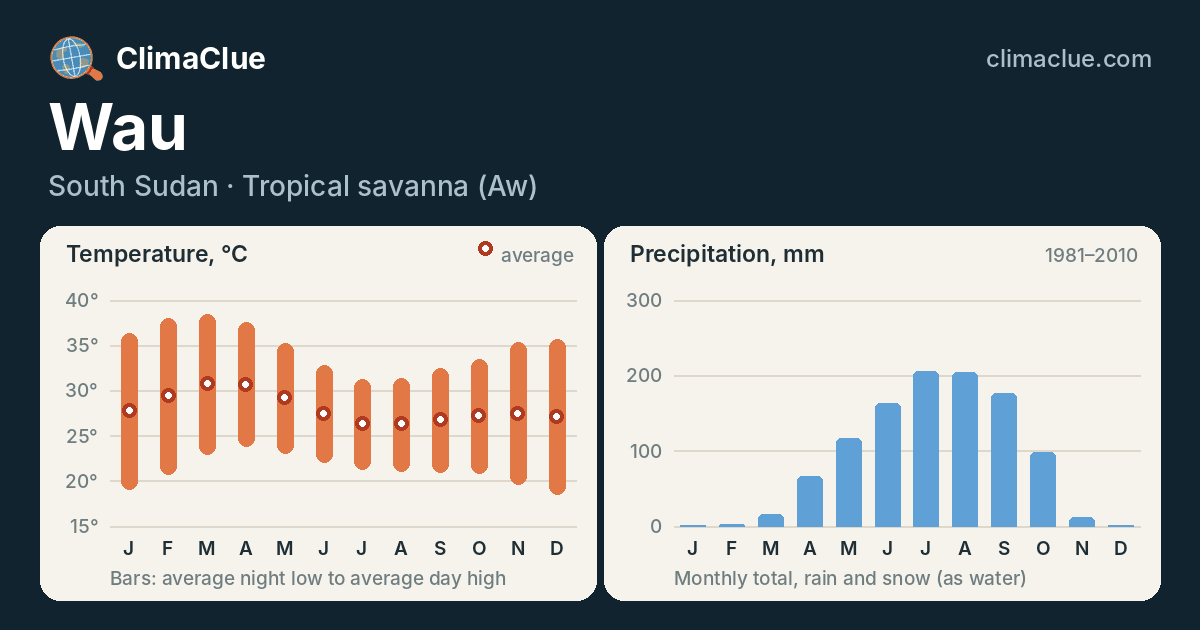 ClimaClue
climaclue.com
Wau
South Sudan · Tropical savanna (Aw)
Temperature, °C
average
40°
35°
30°
25°
20°
15°
J F M A M J J A S O N D
Bars: average night low to average day high
Precipitation, mm
1981–2010
300
200
100
0
J F M A M J J A S O N D
Monthly total, rain and snow (as water)